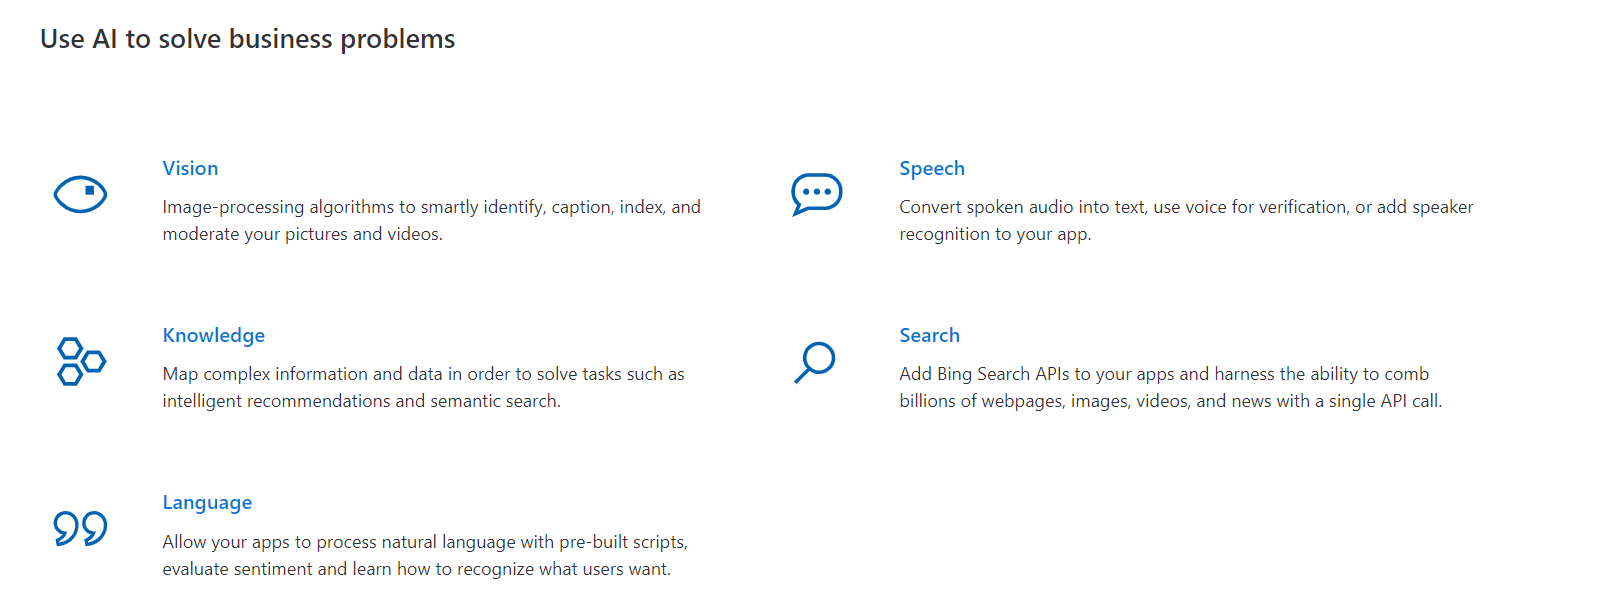 Use AI to solve business problems
Vision
Image-processing algorithms to smartly identify, caption, index, and
moderate your pictures and videos.
Speech
Convert spoken audio into text, use voice for verification, or add speaker
recognition to your app.
Knowledge
Map complex information and data in order to solve tasks such as
intelligent recommendations and semantic search.
Search
Add Bing Search APIs to your apps and harness the ability to comb
billions of webpages, images, videos, and news with a single API call.
Language
Allow your apps to process natural language with pre-built scripts,
evaluate sentiment and learn how to recognize what users want.